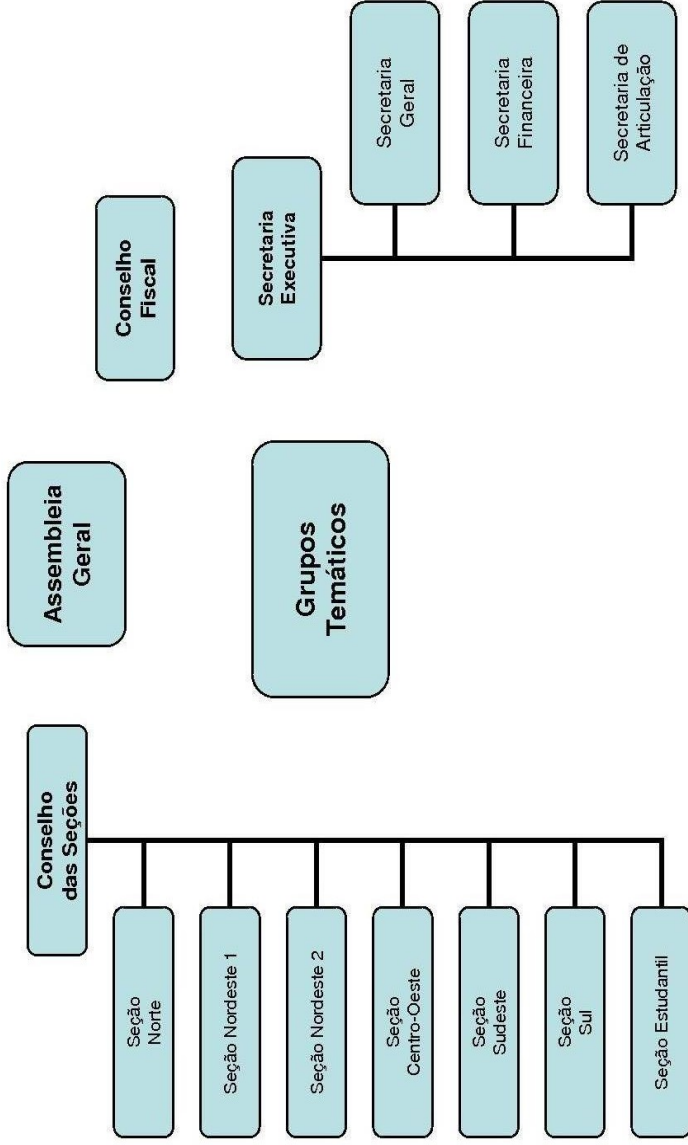 Assembleia
Geral
Conselho
das Seções
Conselho
Fiscal
Grupos
Temáticos
Secretaria
Executiva
Seção
Norte
Seção Nordeste 1
Seção Nordeste 2
Seção
Centro-Oeste
Seção
Sudeste
Seção
Sul
Seção Estudantil
Secretaria
Geral
Secretaria
Financeira
Secretaria de
Articulação